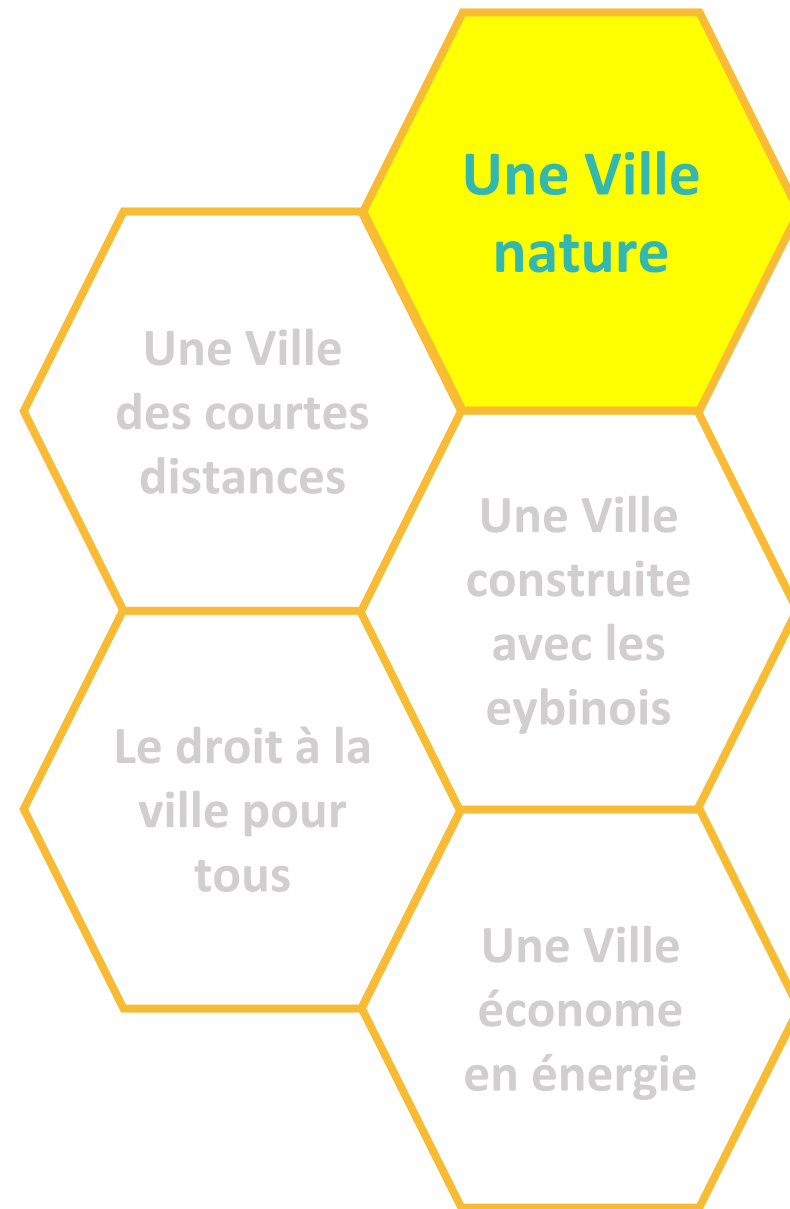 Une Ville
nature
Une Ville
des courtes
distances
Une Ville
construite
avec les
eybinois
Le droit à la
ville pour
tous
Une Ville
économe
en énergie